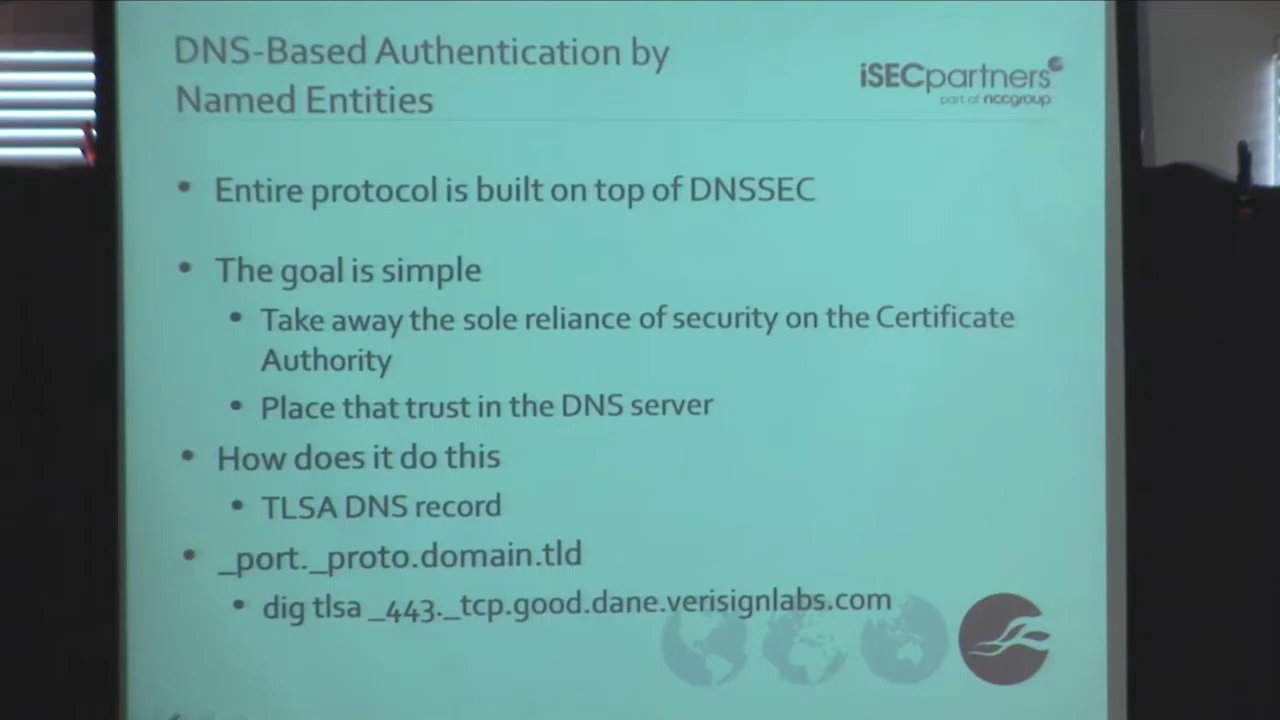 DNS-Based Authentication by
Named Entities
iSECpartners
part of nccgroup
• Entire protocol is built on top of DNSSEC
• The goal is simple
• Take away the sole reliance of security on the Certificate
Authority
• Place that trust in the DNS server
• How does it do this
• TLSA DNS record
• _port._proto.domain.tld
• dig tlsa _443._tcp.good.dane.verisignlabs.com